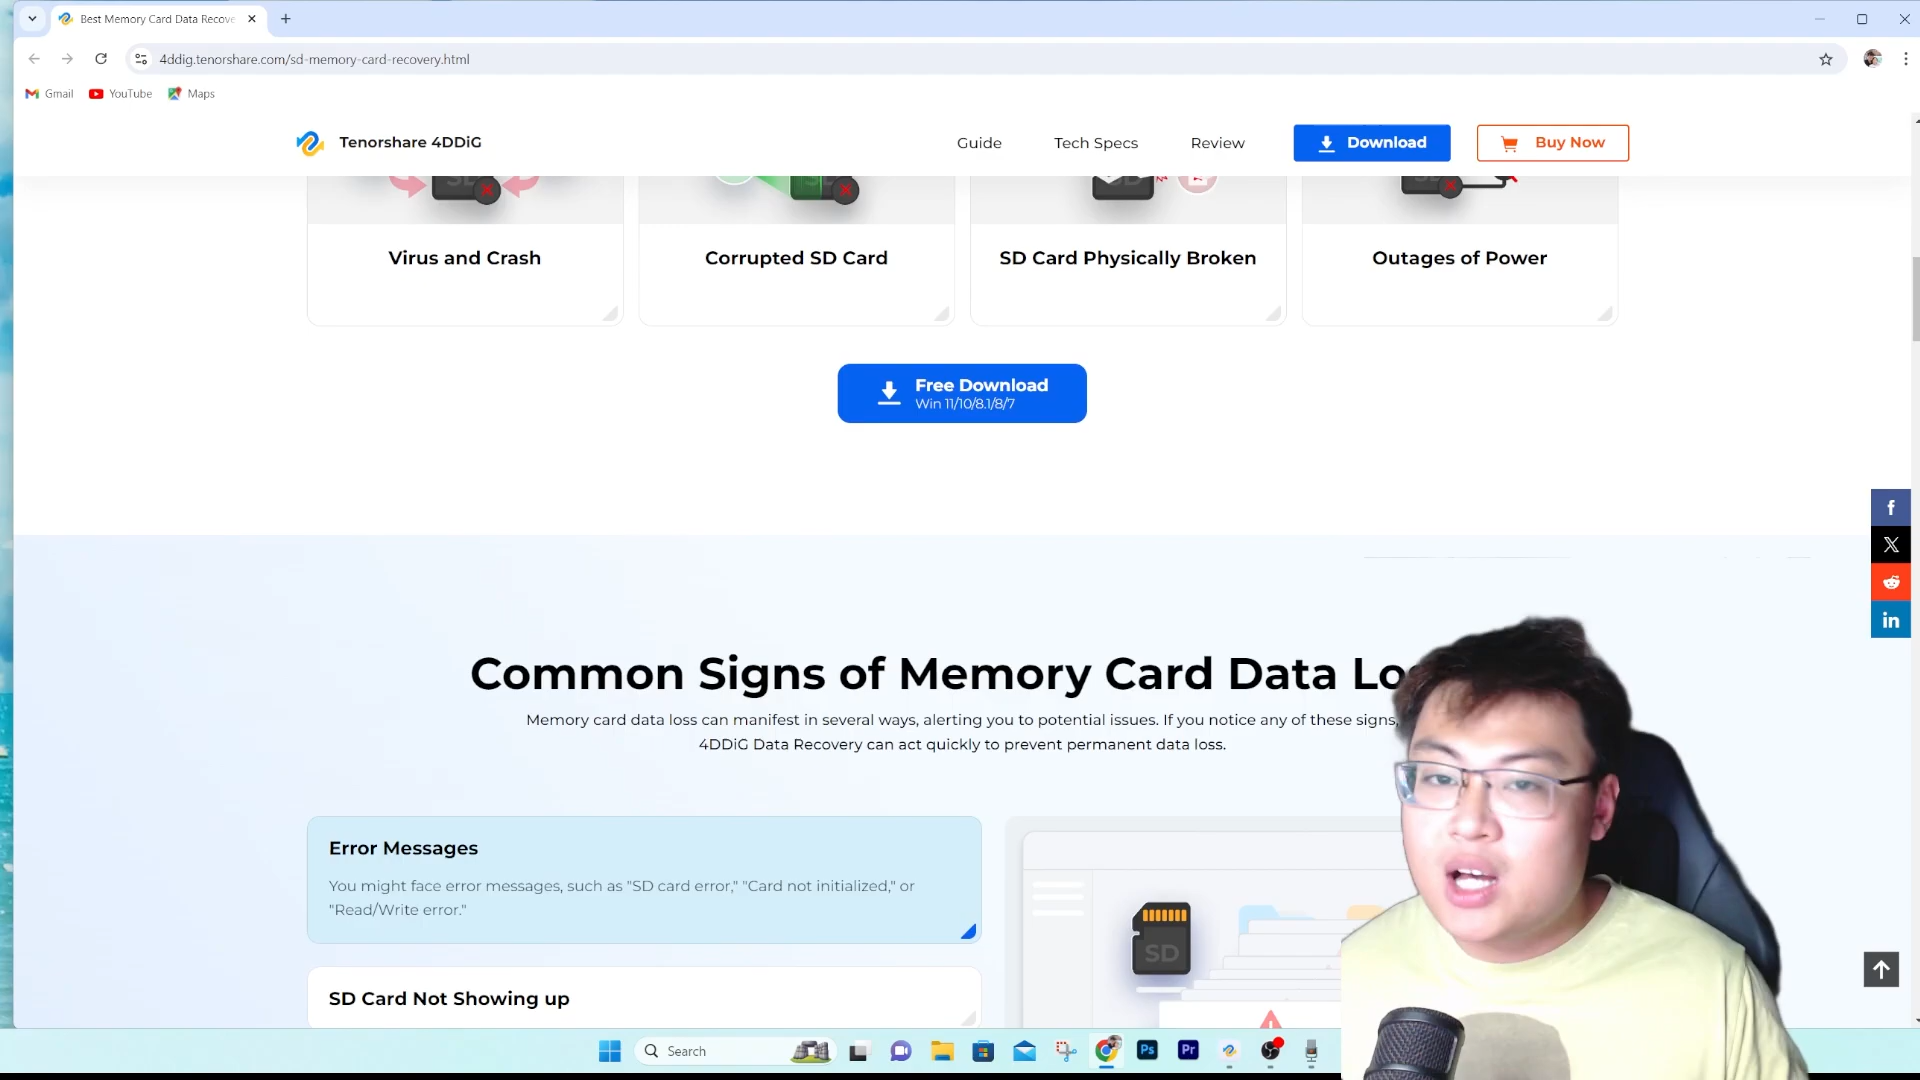 Best Memory Card Data Recove
4ddig.tenorshare.com/sd-memory-card-recovery.html
Gmail
YouTube
Maps
Tenorshare 4DDiG
Guide
Tech Specs
Review
Download
Buy Now
Virus and Crash
Corrupted SD Card
SD Card Physically Broken
Outages of Power
Free Download
Win 11/10/8.1/8/7
Common Signs of Memory Card Data Lo
Memory card data loss can manifest in several ways, alerting you to potential issues. If you notice any of these signs,
4DDiG Data Recovery can act quickly to prevent permanent data loss.
Error Messages
You might face error messages, such as "SD card error," "Card not initialized," or
"Read/Write error."
SD
SD Card Not Showing up
Search
Ps
Pr